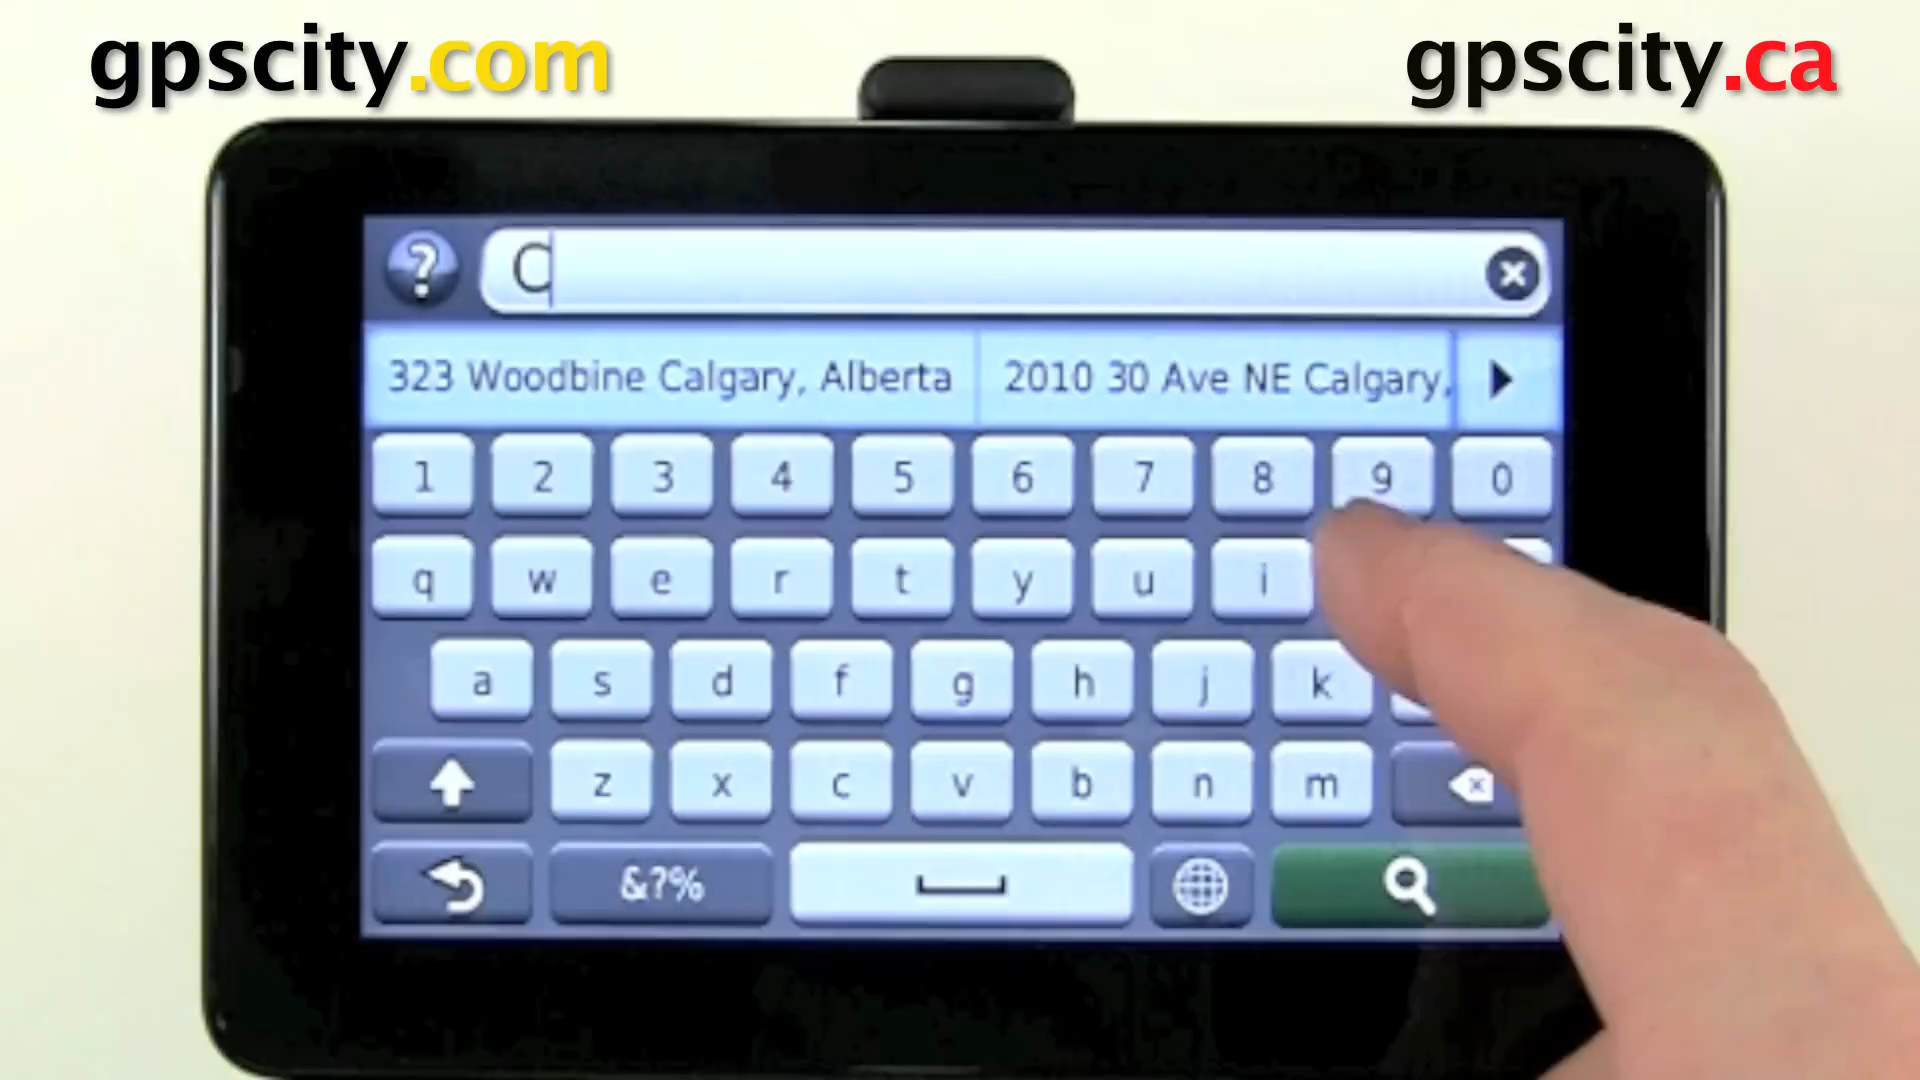 gpscity.com
gpscity.ca
?
C
323 Woodbine Calgary, Alberta
2010 30 Ave NE Calgary,
1 2 3 4 5 6 7 8 9 0
q w e r t y u i
a s d f g h j k
z x c v b n m
&?%